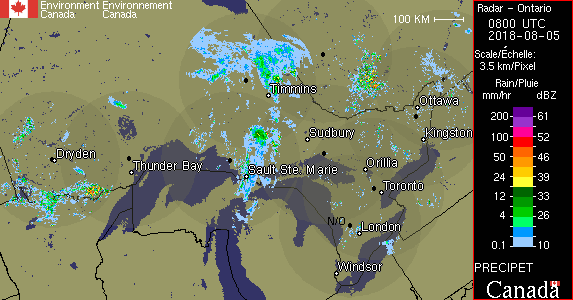 Environment Environnement
Canada Canada
100 KM
Radar - Ontario
0800 UTC
2018-08-05
Scale/Échelle:
3.5 km/Pixel
Rain/Pluie
mm/hr dBZ
200 61
100 52
50 46
24 39
12 33
4 26
0.1 10
PRECIPET
Canada
Timmins
Ottawa
Sudbury
Kingston
Dryden
Thunder Bay
Sault Ste. Marie
Orillia
Toronto
N/O
London
Windsor